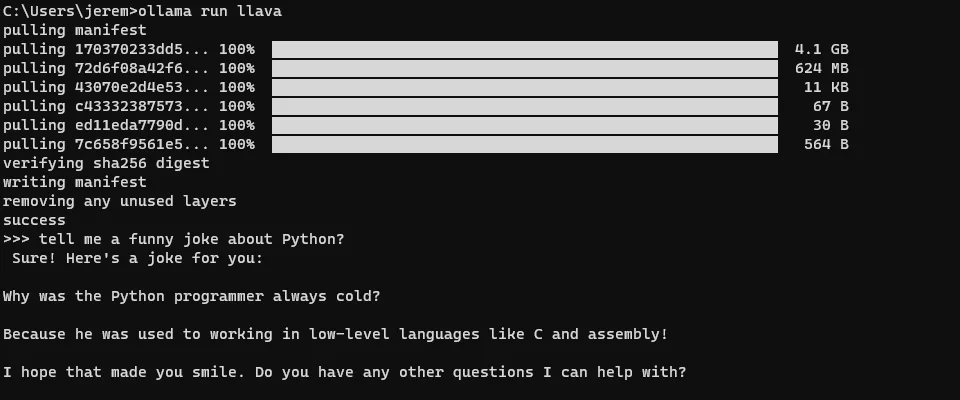 C:\Users\jerem>ollama run llava
pulling manifest
pulling 170370233dd5... 100% 4.1 GB
pulling 72d6f08a42f6... 100% 624 MB
pulling 43070e2d4e53... 100% 11 KB
pulling c43332387573... 100% 67 B
pulling ed11eda7790d... 100% 30 B
pulling 7c658f9561e5... 100% 564 B
verifying sha256 digest
writing manifest
removing any unused layers
success
>>> tell me a funny joke about Python?
Sure! Here's a joke for you:
Why was the Python programmer always cold?
Because he was used to working in low-level languages like C and assembly!
I hope that made you smile. Do you have any other questions I can help with?